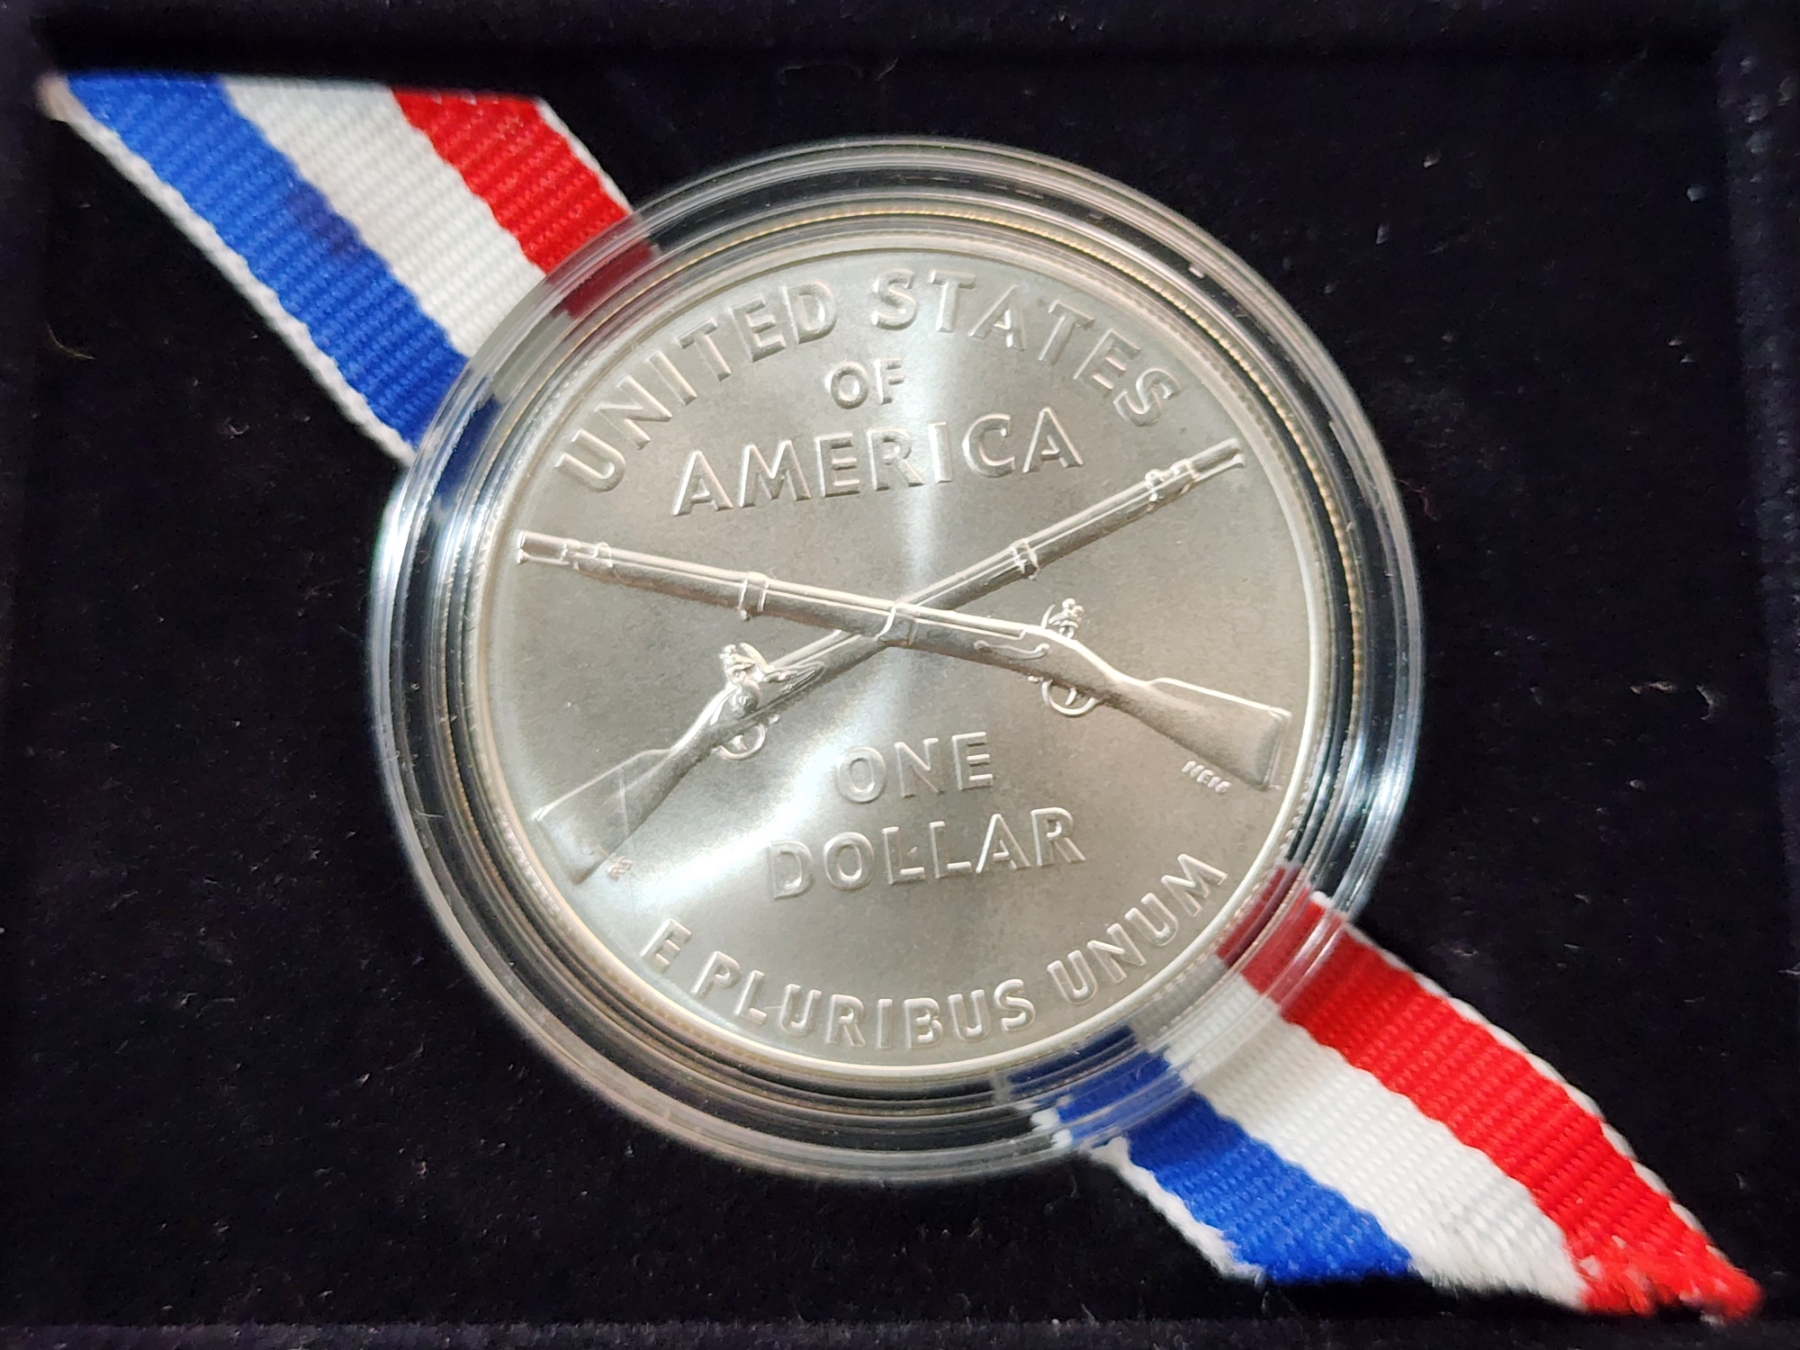 UNITED STATES
OF
AMERICA
ONE
DOLLAR
E PLURIBUS UNUM